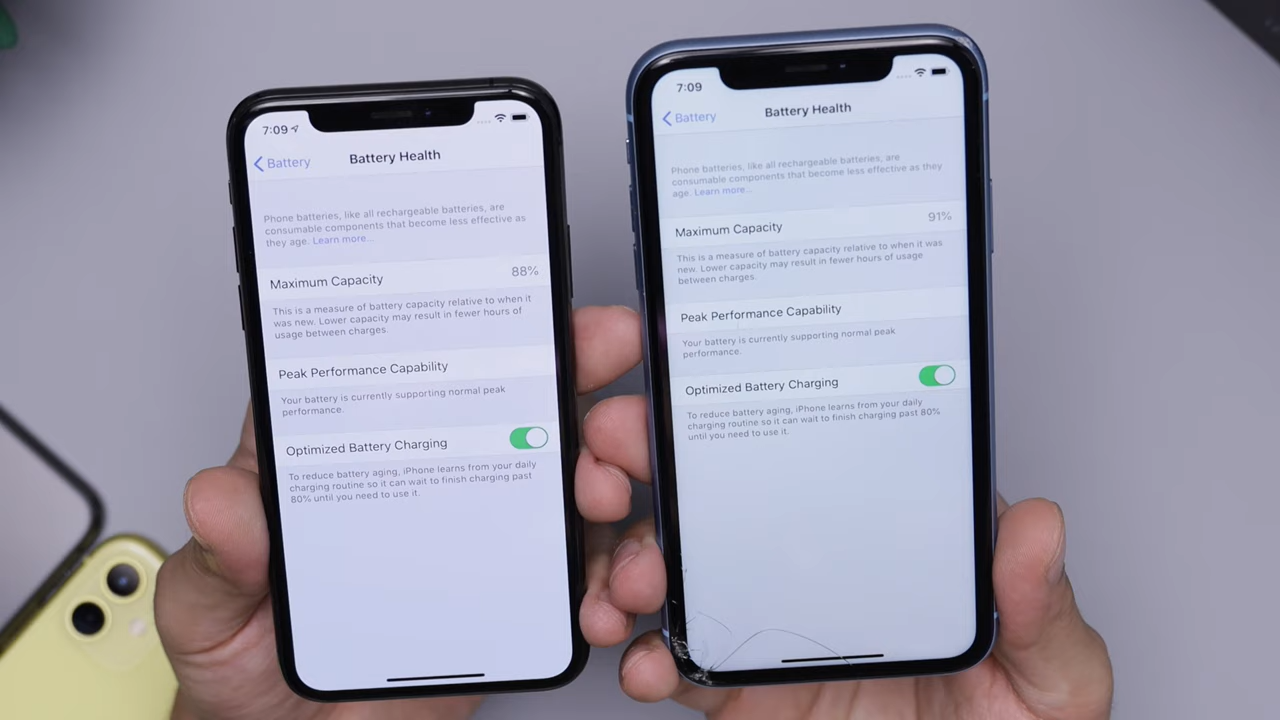 7:09
Battery
Battery Health
Phone batteries, like all rechargeable batteries, are
consumable components that become less effective as
they age. Learn more...
Maximum Capacity 88%
This is a measure of battery capacity relative to when it
was new. Lower capacity may result in fewer hours of
usage between charges.
Peak Performance Capability
Your battery is currently supporting normal peak
performance.
Optimized Battery Charging
To reduce battery aging, iPhone learns from your daily
charging routine so it can wait to finish charging past
80% until you need to use it.
7:09
Battery
Battery Health
Phone batteries, like all rechargeable batteries, are
consumable components that become less effective as they
age. Learn more...
Maximum Capacity 91%
This is a measure of battery capacity relative to when it was
new. Lower capacity may result in fewer hours of usage
between charges.
Peak Performance Capability
Your battery is currently supporting normal peak
performance.
Optimized Battery Charging
To reduce battery aging, iPhone learns from your daily
charging routine so it can wait to finish charging past 80%
until you need to use it.